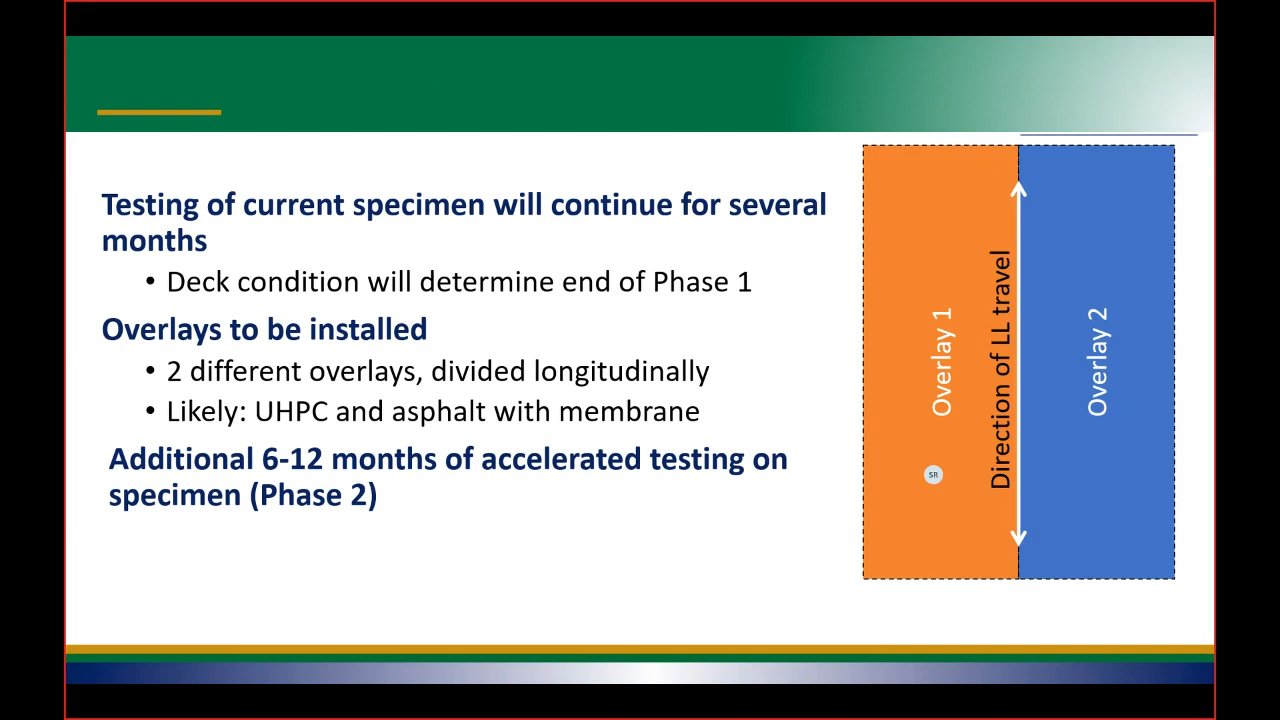 Testing of current specimen will continue for several
months
• Deck condition will determine end of Phase 1
Overlays to be installed
• 2 different overlays, divided longitudinally
• Likely: UHPC and asphalt with membrane
Additional 6-12 months of accelerated testing on
specimen (Phase 2)
Overlay 1
Direction of LL travel
Overlay 2
SR